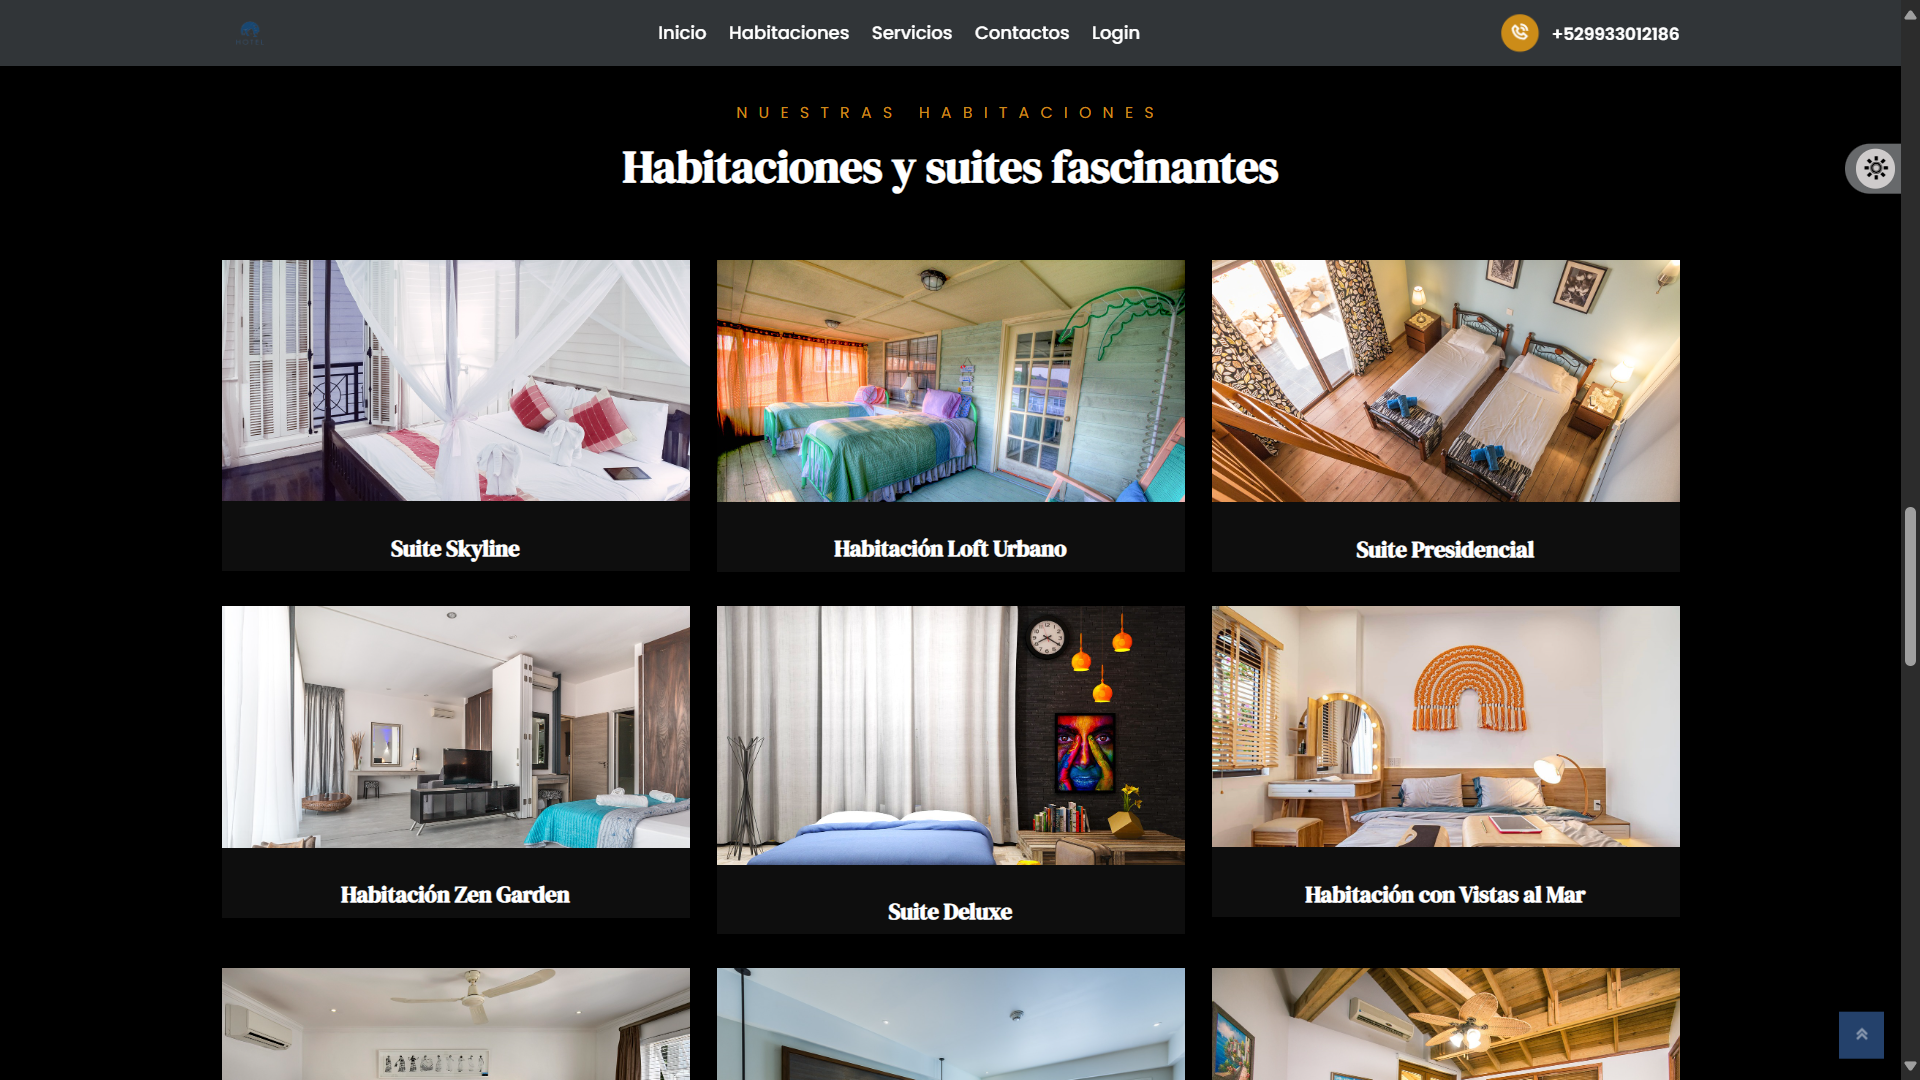 HOTEL
Inicio
Habitaciones
Servicios
Contactos
Login
+529933012186
NUESTRAS HABITACIONES
Habitaciones y suites fascinantes
Suite Skyline
Habitación Loft Urbano
Suite Presidencial
Habitación Zen Garden
Suite Deluxe
Habitación con Vistas al Mar